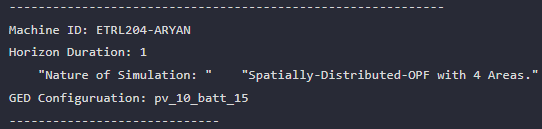 ---------------------------------------------------------
Machine ID: ETRL204-ARYAN
Horizon Duration: 1
    "Nature of Simulation: "    "Spatially-Distributed-OPF with 4 Areas."
GED Configuruation: pv_10_batt_15
-----------------------------